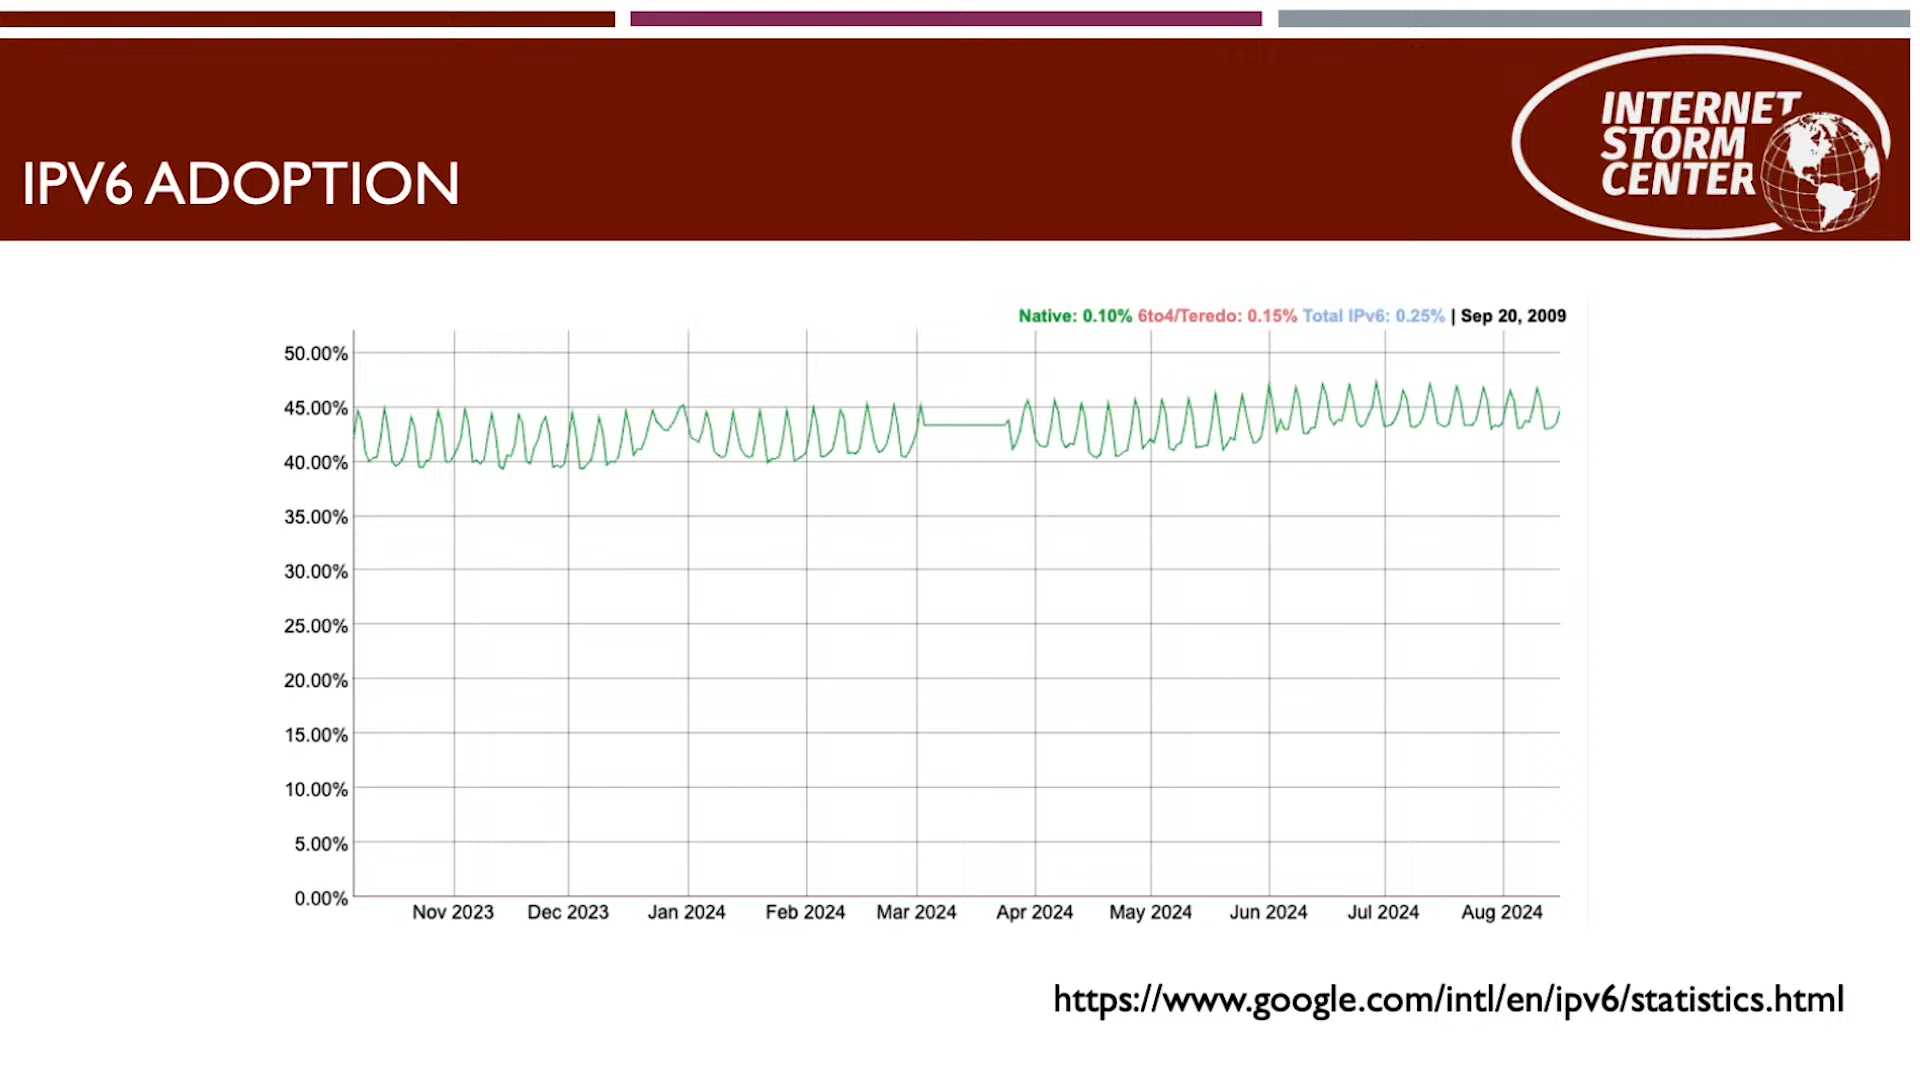 INTERNET
STORM
CENTER
IPV6 ADOPTION
Native: 0.10% 6to4/Teredo: 0.15% Total IPv6: 0.25% | Sep 20, 2009
50.00%
45.00%
40.00%
35.00%
30.00%
25.00%
20.00%
15.00%
10.00%
5.00%
0.00%
Nov 2023 Dec 2023 Jan 2024 Feb 2024 Mar 2024 Apr 2024 May 2024 Jun 2024 Jul 2024 Aug 2024
https://www.google.com/intl/en/ipv6/statistics.html